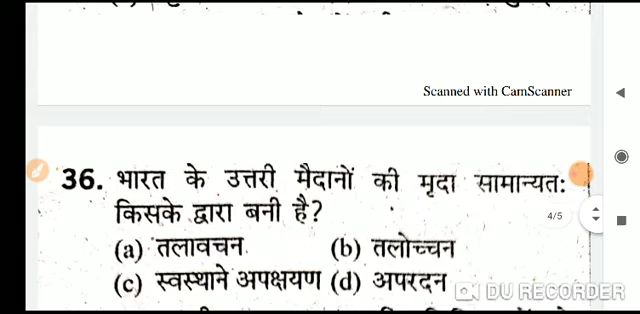 Scanned with CamScanner
36. भारत के उत्तरी मैदानों की मृदा सामान्यत:
किसके द्वारा बनी है?
4/5
(a) तलावचन (b) तलोच्चन
(c) स्वस्थाने अपक्षयण (d) अपरदन
DU RECORDER